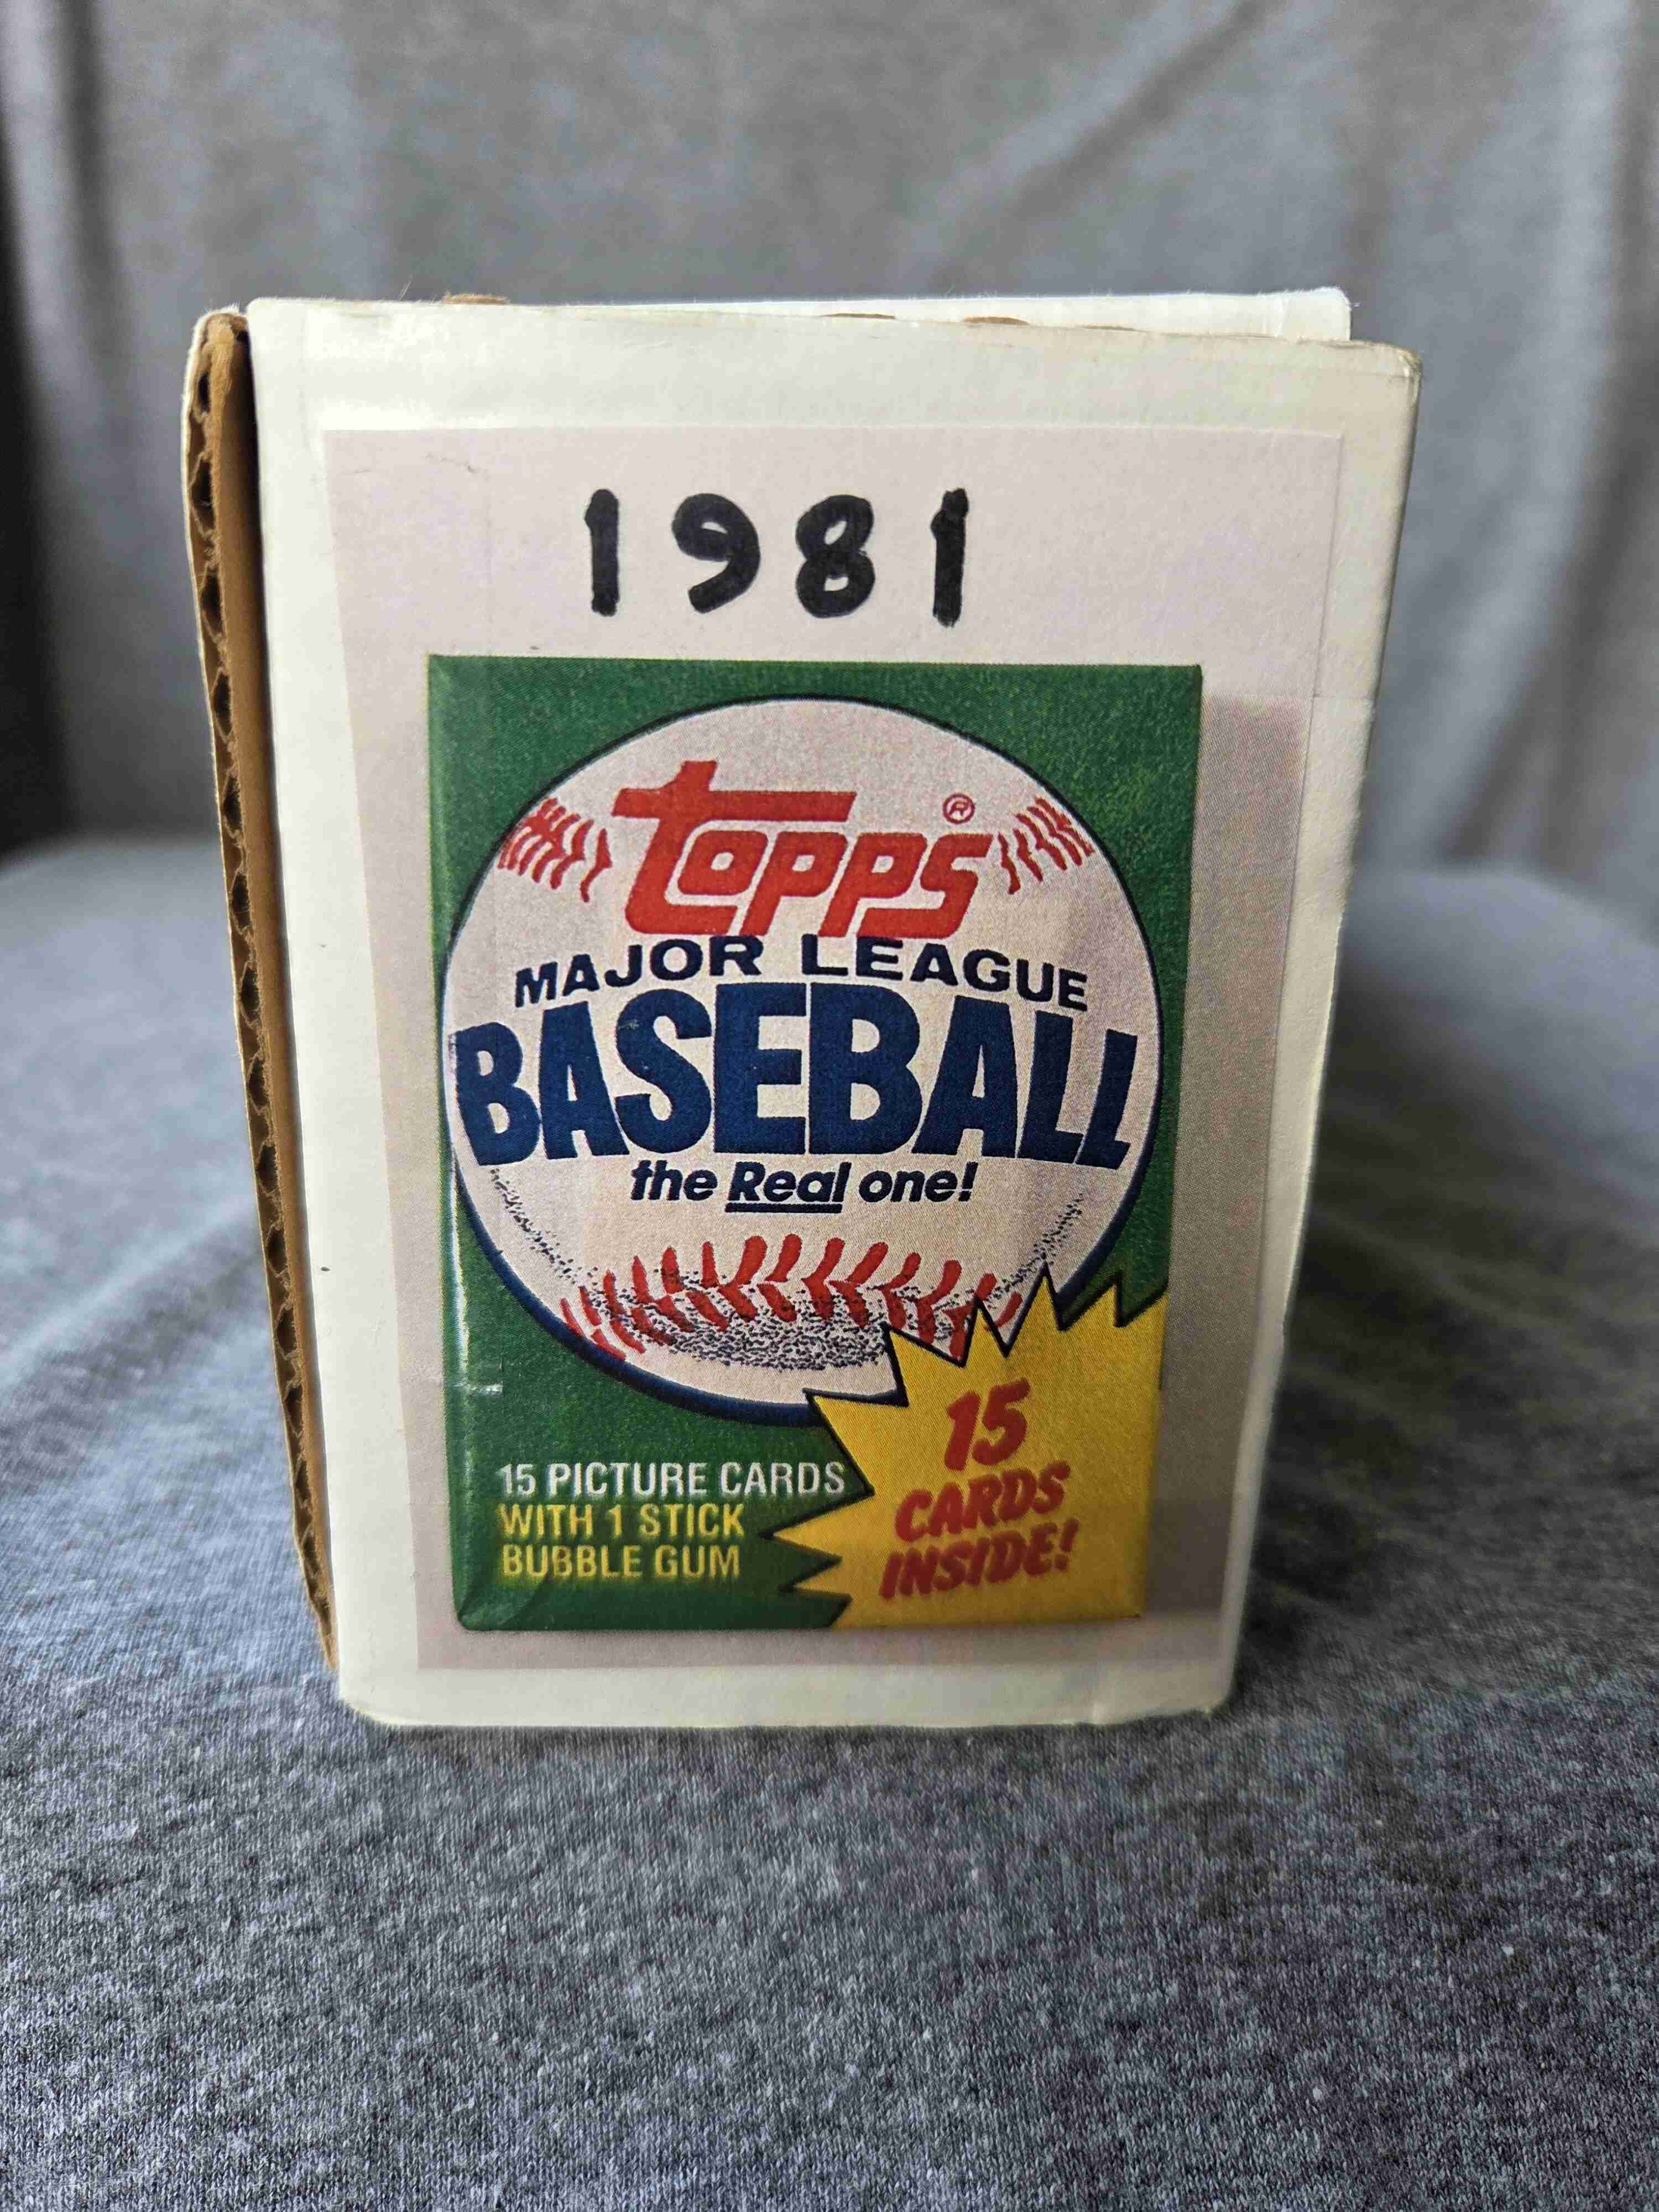 1981
Topps®
MAJOR LEAGUE
BASEBALL
the Real one!
15 PICTURE CARDS
WITH 1 STICK
BUBBLE GUM
15
CARDS
INSIDE!